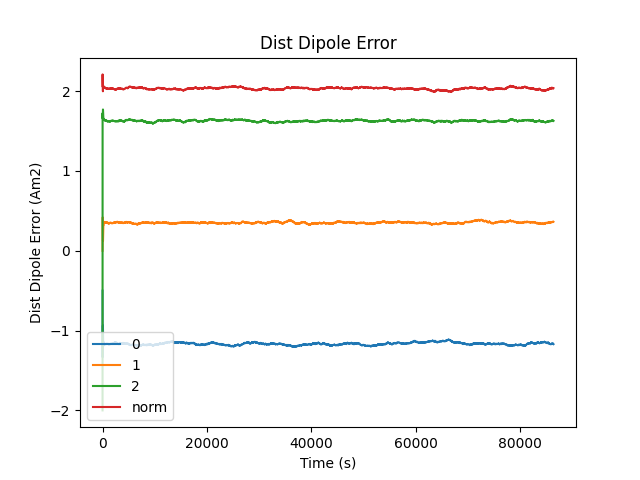 Dist Dipole Error
Dist Dipole Error (Am2)
2
1
0
−1
−2
0
1
2
norm
0 20000 40000 60000 80000
Time (s)